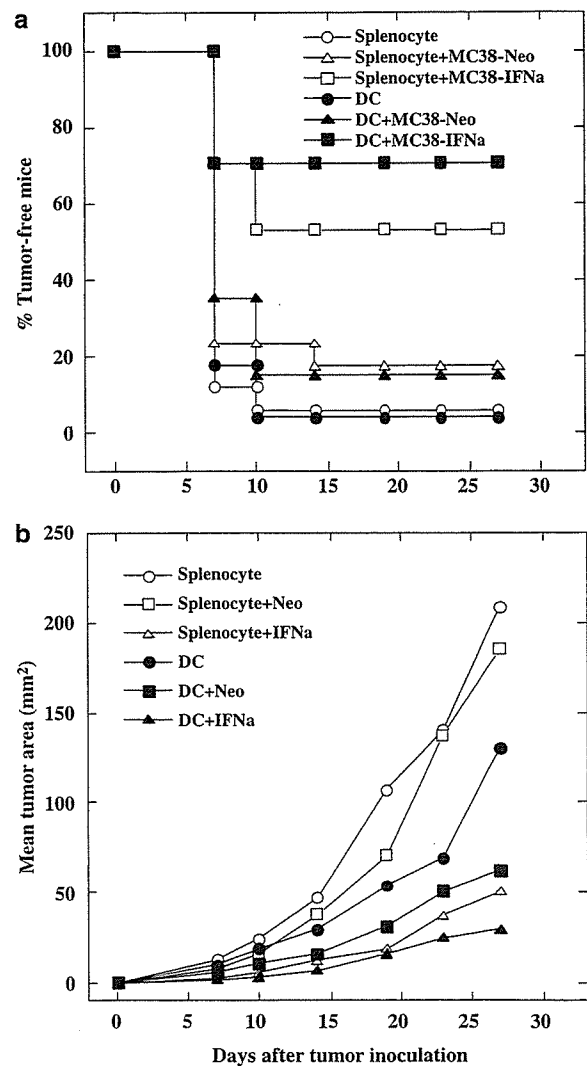 a
100
80
60
40
20
0
% Tumor-free mice
Splenocyte
Splenocyte+MC38-Neo
Splenocyte+MC38-IFNa
DC
DC+MC38-Neo
DC+MC38-IFNa
0 5 10 15 20 25 30
b
250
200
150
100
50
0
Mean tumor area (mm²)
Splenocyte
Splenocyte+Neo
Splenocyte+IFNa
DC
DC+Neo
DC+IFNa
0 5 10 15 20 25 30
Days after tumor inoculation